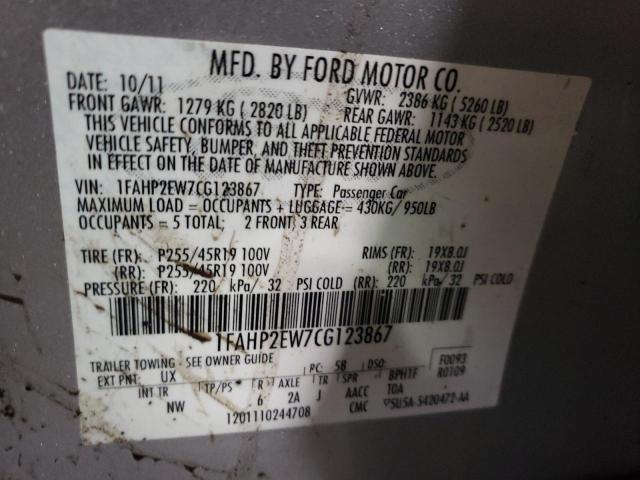 MFD. BY FORD MOTOR CO.
DATE: 10/11 GVWR: 2386 KG ( 5260 LB)
FRONT GAWR: 1279 KG ( 2820 LB) REAR GAWR: 1143 KG ( 2520 LB)
THIS VEHICLE CONFORMS TO ALL APPLICABLE FEDERAL MOTOR
VEHICLE SAFETY, BUMPER, AND THEFT PREVENTION STANDARDS
IN EFFECT ON THE DATE OF MANUFACTURE SHOWN ABOVE.
VIN: 1FAHP2EW7CG123867 TYPE: Passenger Car
MAXIMUM LOAD = OCCUPANTS + LUGGAGE = 430KG/ 950LB
OCCUPANTS = 5 TOTAL; 2 FRONT, 3 REAR
TIRE (FR): P255/45R19 100V RIMS (FR): 19X8.0J
(RR): P255/45R19 100V (RR): 19X8.0J
PRESSURE (FR): 220 kPa/ 32 PSI COLD (RR): 220 kPa/ 32 PSI COLD
1FAHP2EW7CG123867
TRAILER TOWING - SEE OWNER GUIDE F0093
EXT PNT: UX PC: 58 DSO: R0109
INT TR TP/PS R AXLE TR SPR BPH1F
NW 6 2A J AACC 10A
1201110244708 CMC 5U5A-5420472-AA